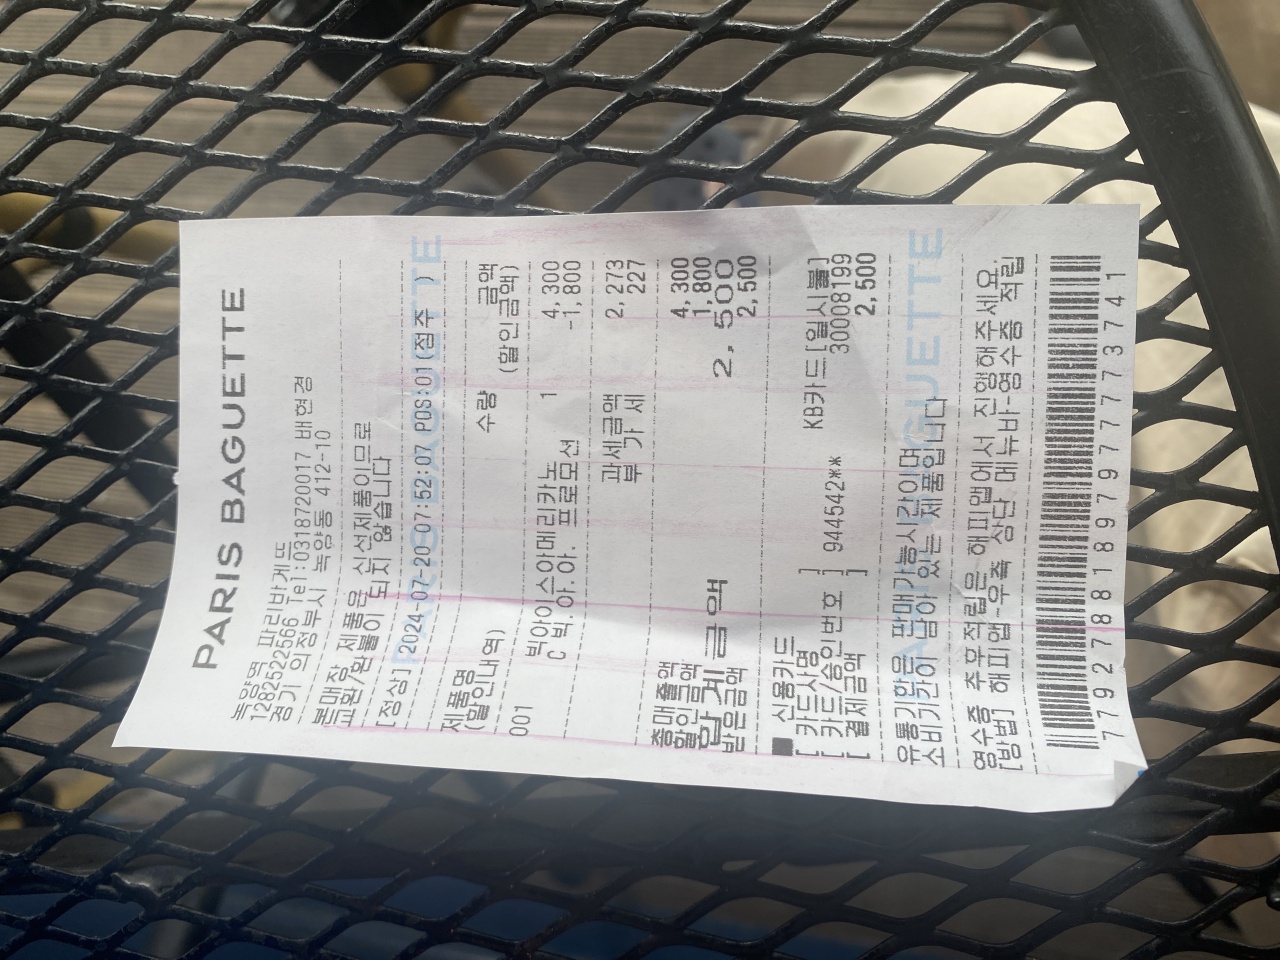 PARIS BAGUETTE
녹양역 파리바게뜨
1282522566 Tel:0318720017 배현경
경기 의정부시 녹양동 412-10
본매장 제품은 신선제품이므로
교환/환불이 되지 않습니다
[정상] 2024-07-20 07:52:07 POS:01(점주 )
제품명 수량 금액
(할인내역) (할인금액)
001 빅아이스아메리카노 1 4,300
C 빅.아.아. 프로모션 -1,800
과세금액 2,273
부 가 세 227
총매출액 4,300
할인금액 1,800
합 계 금 액 2,500
받은금액 2,500
■ 신용카드
[ 카드사명 ] KB카드[일시불]
[ 카드/승인번호 ] 944542** 30008199
[ 결제금액 ] 2,500
유통기한은 판매가능시간이며
소비기한이 남아 있는 제품입니다
영수증 추후적립은 해피앱에서 진행해주세요.
[방법] 해피앱-우측 상단 메뉴바-영수증 적립
7792788189797777773741
PARIS BAGUETTE
PARIS BAGUETTE